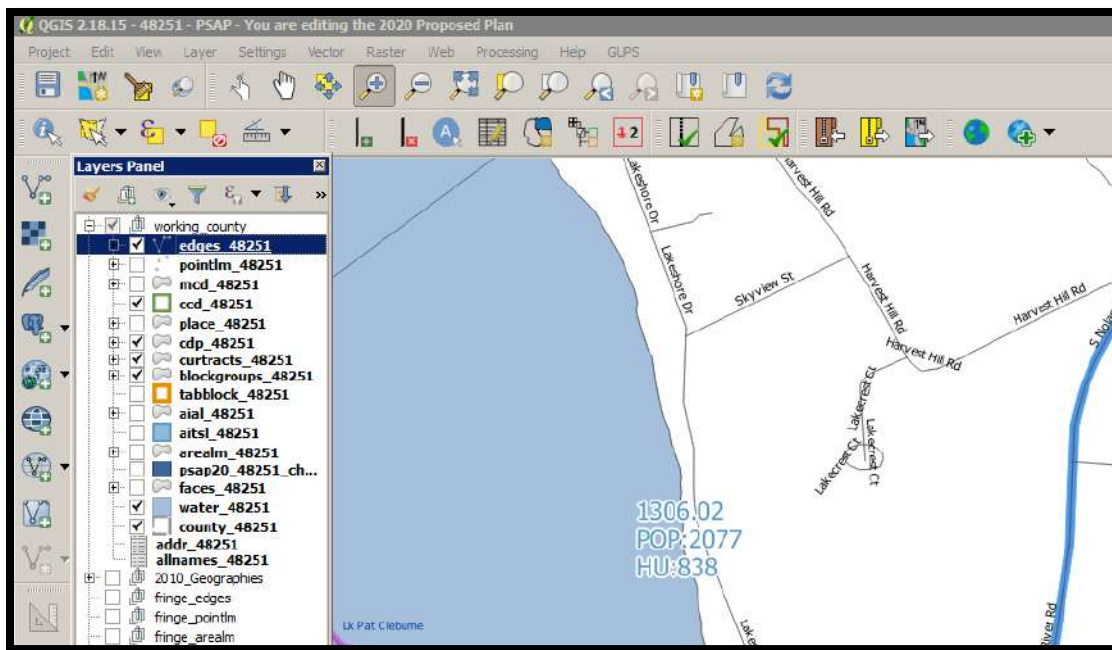 QGIS 2.18.15 - 48251 - PSAP - You are editing the 2020 Proposed Plan
Project Edit View Layer Settings Vector Raster Web Processing Help GUPS
Layers Panel
»
working_county
edges_48251
pointlm_48251
mcd_48251
ccd_48251
place_48251
cdp_48251
curtracts_48251
blockgroups_48251
tabblock_48251
aial_48251
aitsl_48251
arealm_48251
psap20_48251_ch...
faces_48251
water_48251
county_48251
addr_48251
allnames_48251
2010_Geographies
fringe_edges
fringe_pointlm
fringe_arealm
Lakeshore Dr
Harvest Hill Rd
Lakeshore Dr
Skyview St
Harvest Hill Rd
Harvest Hill Rd
Harvest Hill Rd
Lakecrest Ct
Lakecrest Ct
Lakecrest Ct
1306.02
POP:2077
HU:838
Lk Pat Cleburne
River Rd